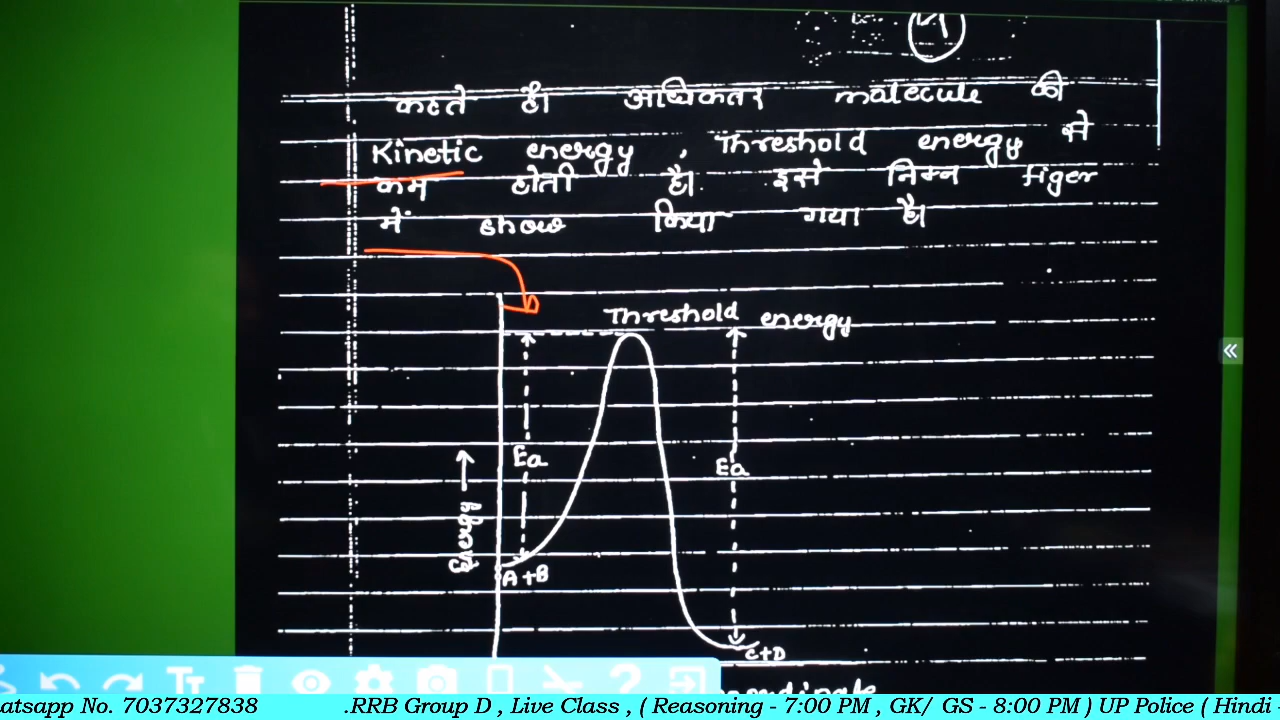 कहते है। अधिकतर molecule की
Kinetic energy , Threshold energy से
कम होती है। इसे निम्न figer
में show किया गया है।
Threshold energy
Ea
Ea
Energy
A+B
C+D
atsapp No. 7037327838 .RRB Group D , Live Class , ( Reasoning - 7:00 PM , GK/ GS - 8:00 PM ) UP Police ( Hindi -